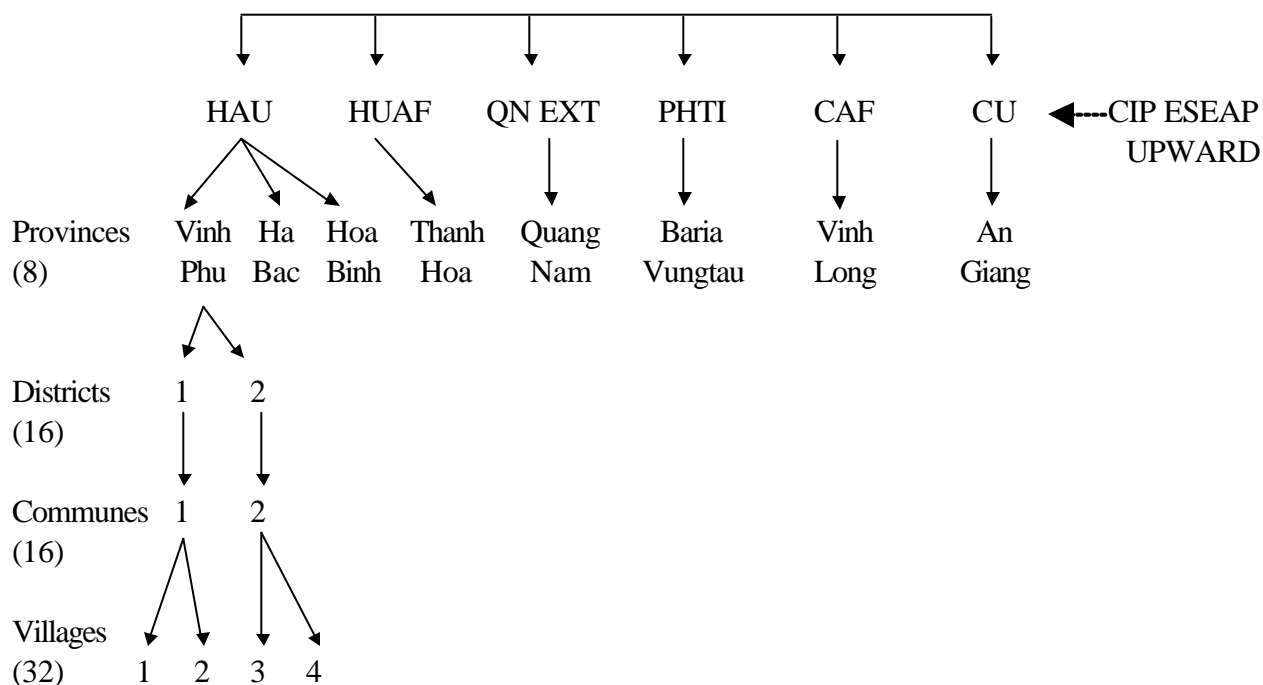 HAU HUAF QN EXT PHTI CAF CU CIP ESEAP
UPWARD
Provinces Vinh Ha Hoa Thanh Quang Baria Vinh An
(8) Phu Bac Binh Hoa Nam Vungtau Long Giang
Districts 1 2
(16)
Communes 1 2
(16)
Villages
(32) 1 2 3 4